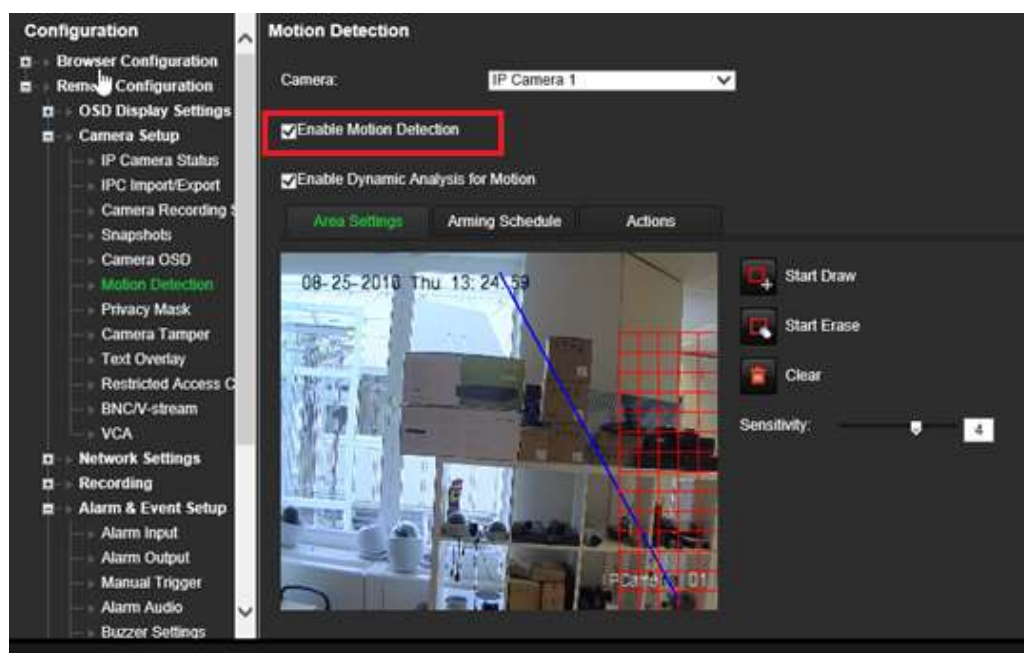 Configuration
Browser Configuration
Remote Configuration
OSD Display Settings
Camera Setup
IP Camera Status
IPC Import/Export
Camera Recording S
Snapshots
Camera OSD
Motion Detection
Privacy Mask
Camera Tamper
Text Overlay
Restricted Access C
BNC/V-stream
VCA
Network Settings
Recording
Alarm & Event Setup
Alarm Input
Alarm Output
Manual Trigger
Alarm Audio
Buzzer Settings
Motion Detection
Camera: IP Camera 1
Enable Motion Detection
Enable Dynamic Analysis for Motion
Area Settings Arming Schedule Actions
08-25-2010 Thu 13:24:59
IPCamera 01
Start Draw
Start Erase
Clear
Sensitivity: 4